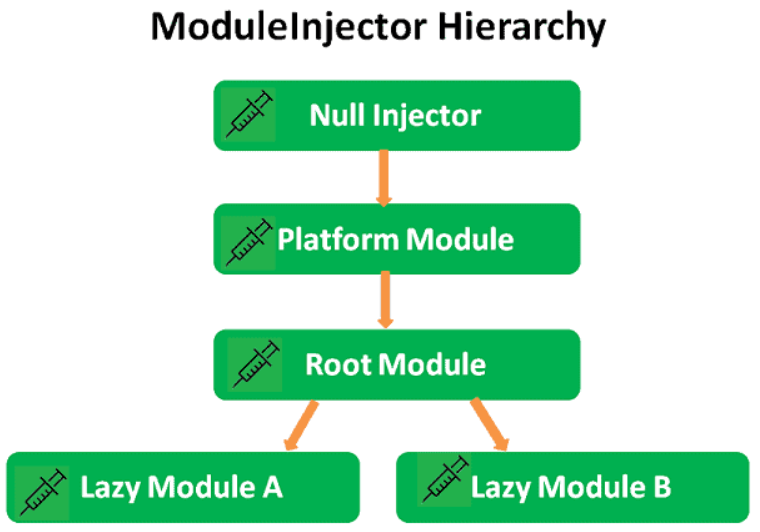 ModuleInjector Hierarchy
Null Injector
Platform Module
Root Module
Lazy Module A
Lazy Module B